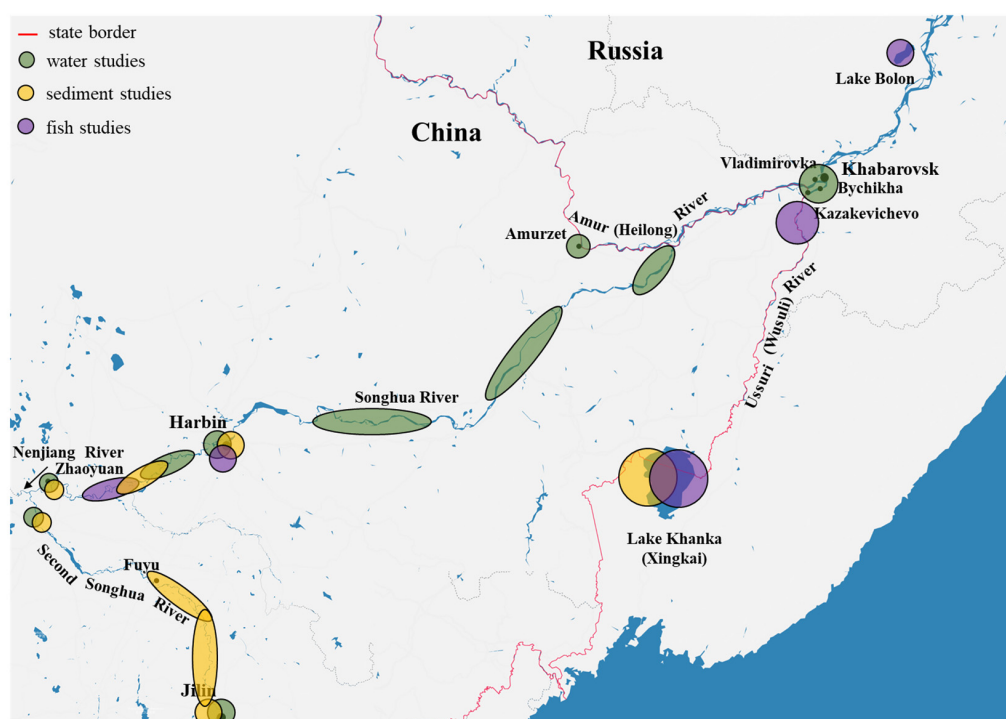 state border
water studies
sediment studies
fish studies
Russia
China
Lake Bolon
Vladimirovka
Khabarovsk
Bychikha
Kazakevichevo
Amurzet
Amur (Heilong) River
Ussuri (Wusuli) River
Songhua River
Harbin
Nenjiang River
Zhaoyuan
Lake Khanka
(Xingkai)
Fuyu
Second Songhua River
Jilin